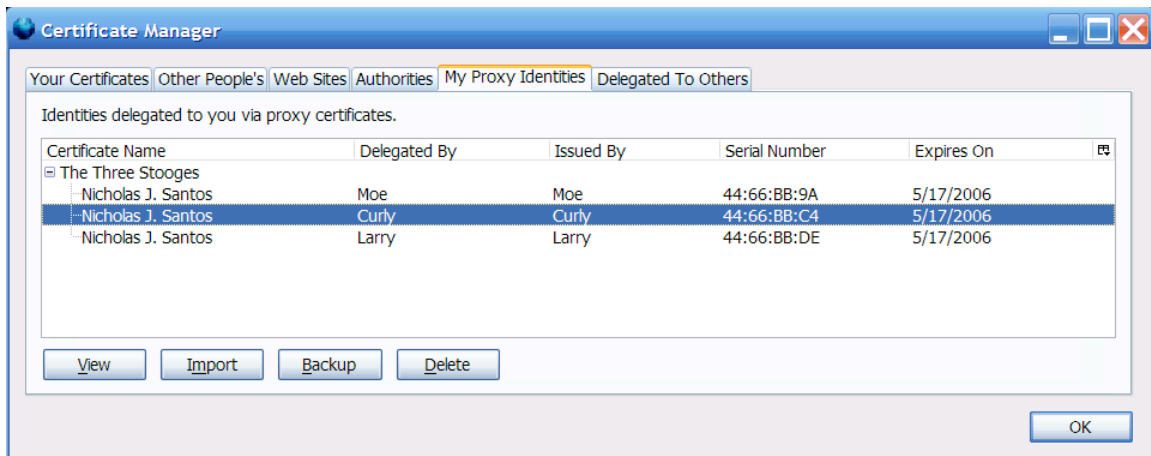 Certificate Manager
Your Certificates Other People's Web Sites Authorities My Proxy Identities Delegated To Others
Identities delegated to you via proxy certificates.
Certificate Name Delegated By Issued By Serial Number Expires On
The Three Stooges
Nicholas J. Santos Moe Moe 44:66:BB:9A 5/17/2006
Nicholas J. Santos Curly Curly 44:66:BB:C4 5/17/2006
Nicholas J. Santos Larry Larry 44:66:BB:DE 5/17/2006
View Import Backup Delete
OK